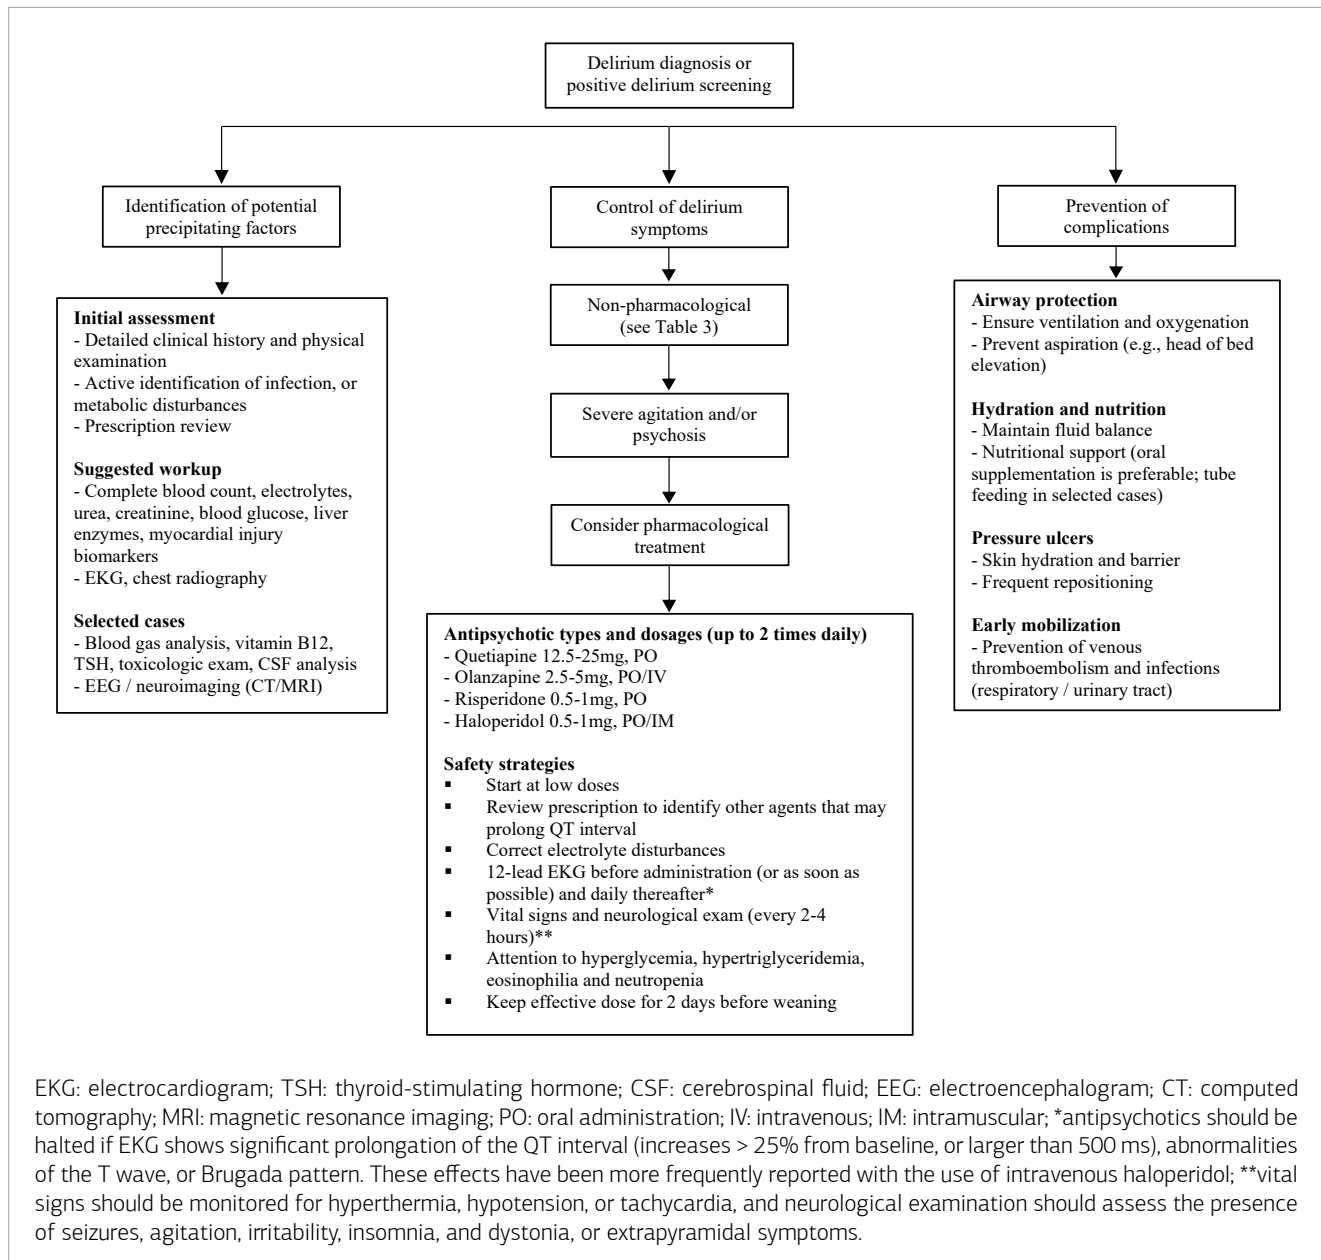 Delirium diagnosis or
positive delirium screening
Identification of potential
precipitating factors
Initial assessment
- Detailed clinical history and physical
examination
- Active identification of infection, or
metabolic disturbances
- Prescription review
Suggested workup
- Complete blood count, electrolytes,
urea, creatinine, blood glucose, liver
enzymes, myocardial injury
biomarkers
- EKG, chest radiography
Selected cases
- Blood gas analysis, vitamin B12,
TSH, toxicologic exam, CSF analysis
- EEG / neuroimaging (CT/MRI)
Control of delirium
symptoms
Non-pharmacological
(see Table 3)
Severe agitation and/or
psychosis
Consider pharmacological
treatment
Antipsychotic types and dosages (up to 2 times daily)
- Quetiapine 12.5-25mg, PO
- Olanzapine 2.5-5mg, PO/IV
- Risperidone 0.5-1mg, PO
- Haloperidol 0.5-1mg, PO/IM
Safety strategies
▪ Start at low doses
▪ Review prescription to identify other agents that may
prolong QT interval
▪ Correct electrolyte disturbances
▪ 12-lead EKG before administration (or as soon as
possible) and daily thereafter*
▪ Vital signs and neurological exam (every 2-4
hours)**
▪ Attention to hyperglycemia, hypertriglyceridemia,
eosinophilia and neutropenia
▪ Keep effective dose for 2 days before weaning
Prevention of
complications
Airway protection
- Ensure ventilation and oxygenation
- Prevent aspiration (e.g., head of bed
elevation)
Hydration and nutrition
- Maintain fluid balance
- Nutritional support (oral
supplementation is preferable; tube
feeding in selected cases)
Pressure ulcers
- Skin hydration and barrier
- Frequent repositioning
Early mobilization
- Prevention of venous
thromboembolism and infections
(respiratory / urinary tract)
EKG: electrocardiogram; TSH: thyroid-stimulating hormone; CSF: cerebrospinal fluid; EEG: electroencephalogram; CT: computed
tomography; MRI: magnetic resonance imaging; PO: oral administration; IV: intravenous; IM: intramuscular; *antipsychotics should be
halted if EKG shows significant prolongation of the QT interval (increases > 25% from baseline, or larger than 500 ms), abnormalities
of the T wave, or Brugada pattern. These effects have been more frequently reported with the use of intravenous haloperidol; **vital
signs should be monitored for hyperthermia, hypotension, or tachycardia, and neurological examination should assess the presence
of seizures, agitation, irritability, insomnia, and dystonia, or extrapyramidal symptoms.